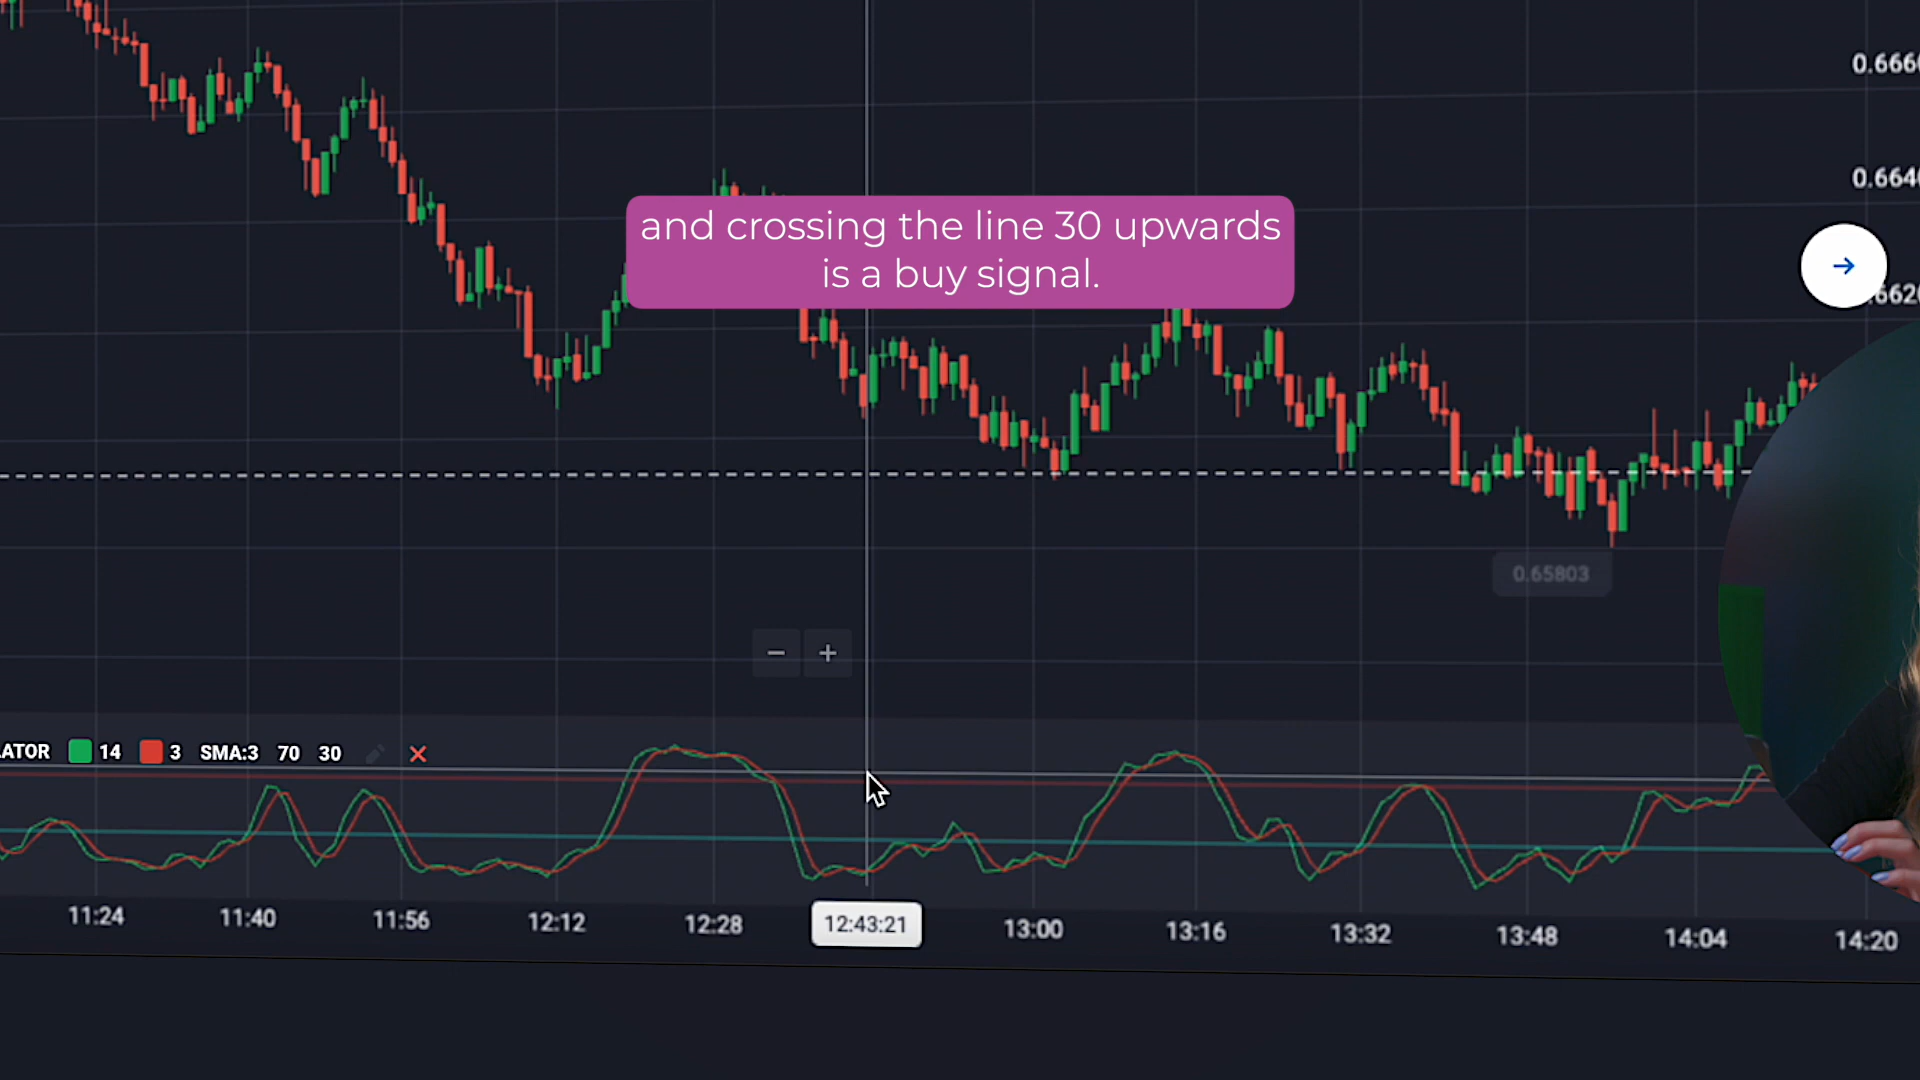 0.666
0.664
and crossing the line 30 upwards
is a buy signal.
662
0.65803
− +
ATOR 14 3 SMA:3 70 30
11:24 11:40 11:56 12:12 12:28 12:43:21 13:00 13:16 13:32 13:48 14:04 14:20